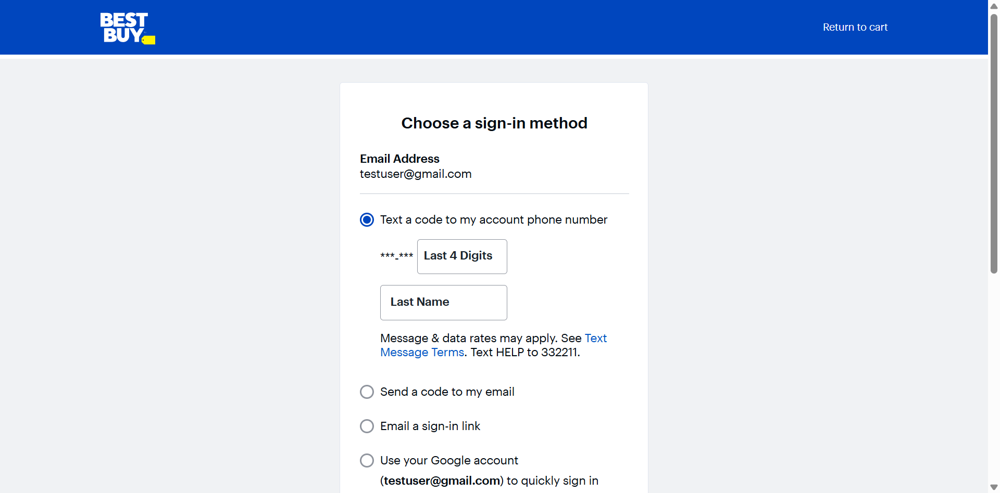 BEST
BUY
Return to cart
Choose a sign-in method
Email Address
testuser@gmail.com
Text a code to my account phone number
***-*** Last 4 Digits
Last Name
Message & data rates may apply. See Text
Message Terms. Text HELP to 332211.
Send a code to my email
Email a sign-in link
Use your Google account
(testuser@gmail.com) to quickly sign in